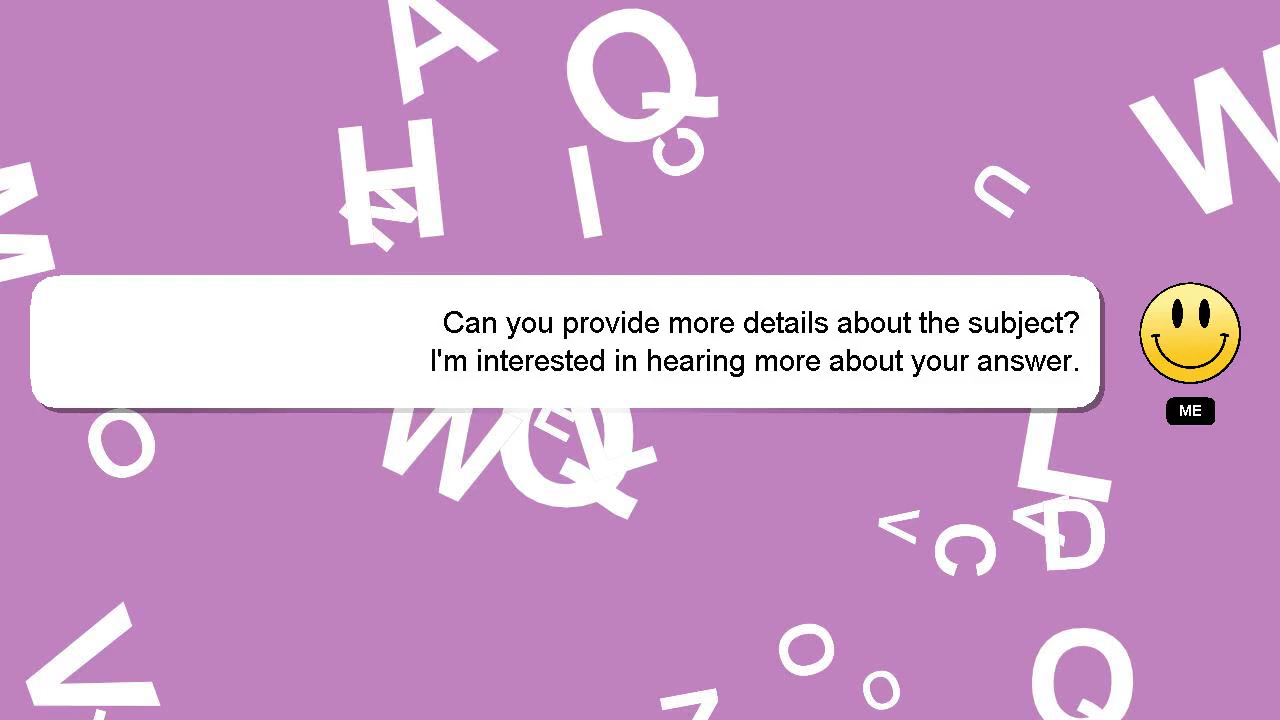 A
Q
W
H
C
I
M
U
M
Can you provide more details about the subject?
I'm interested in hearing more about your answer.
ME
O
W
Q
E
L
L
V
C
A
D
V
O
O
Q